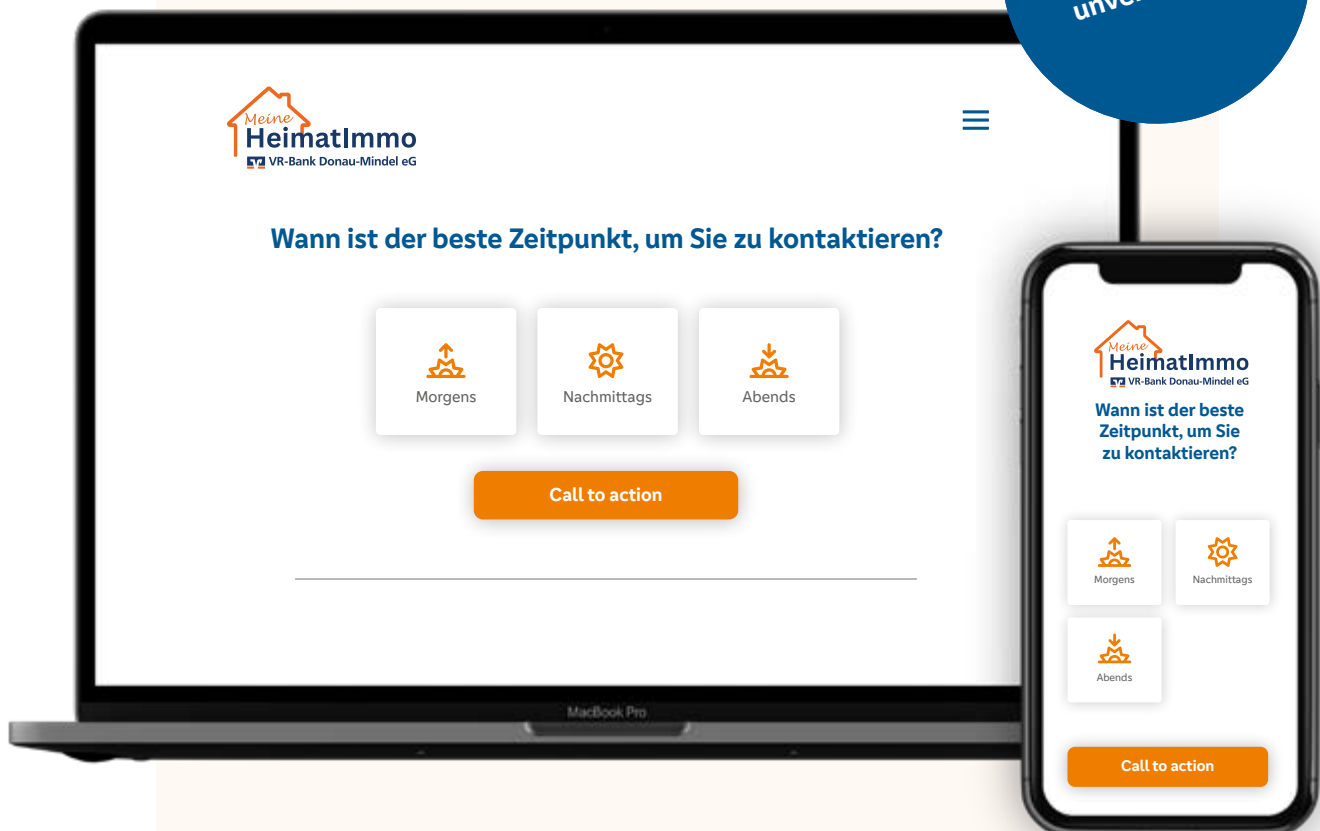 Meine
HeimatImmo
VR-Bank Donau-Mindel eG
Wann ist der beste Zeitpunkt, um Sie zu kontaktieren?
Morgens
Nachmittags
Abends
Call to action
MacBook Pro
Meine
HeimatImmo
VR-Bank Donau-Mindel eG
Wann ist der beste
Zeitpunkt, um Sie
zu kontaktieren?
Morgens
Nachmittags
Abends
Call to action